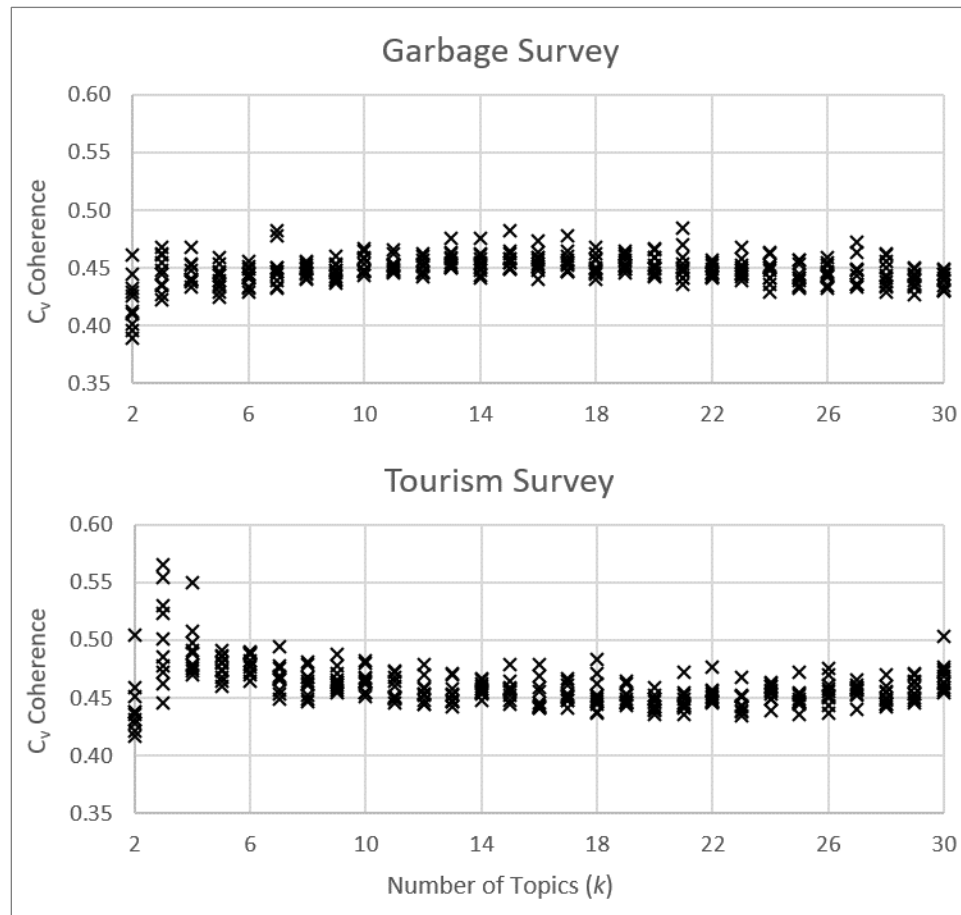 Garbage Survey
0.60
0.55
0.50
0.45
0.40
0.35
Cv Coherence
2 6 10 14 18 22 26 30
Tourism Survey
0.60
0.55
0.50
0.45
0.40
0.35
Cv Coherence
2 6 10 14 18 22 26 30
Number of Topics (k)